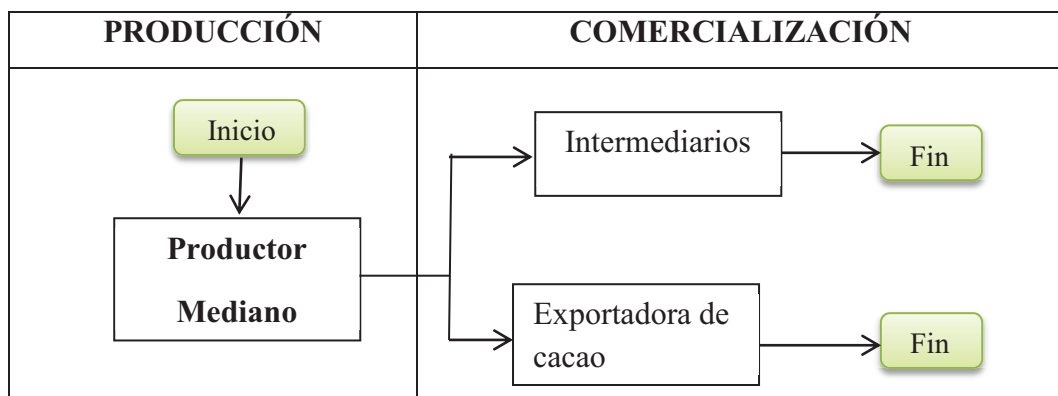 PRODUCCIÓN
COMERCIALIZACIÓN
Inicio
Productor
Mediano
Intermediarios
Fin
Exportadora de
cacao
Fin